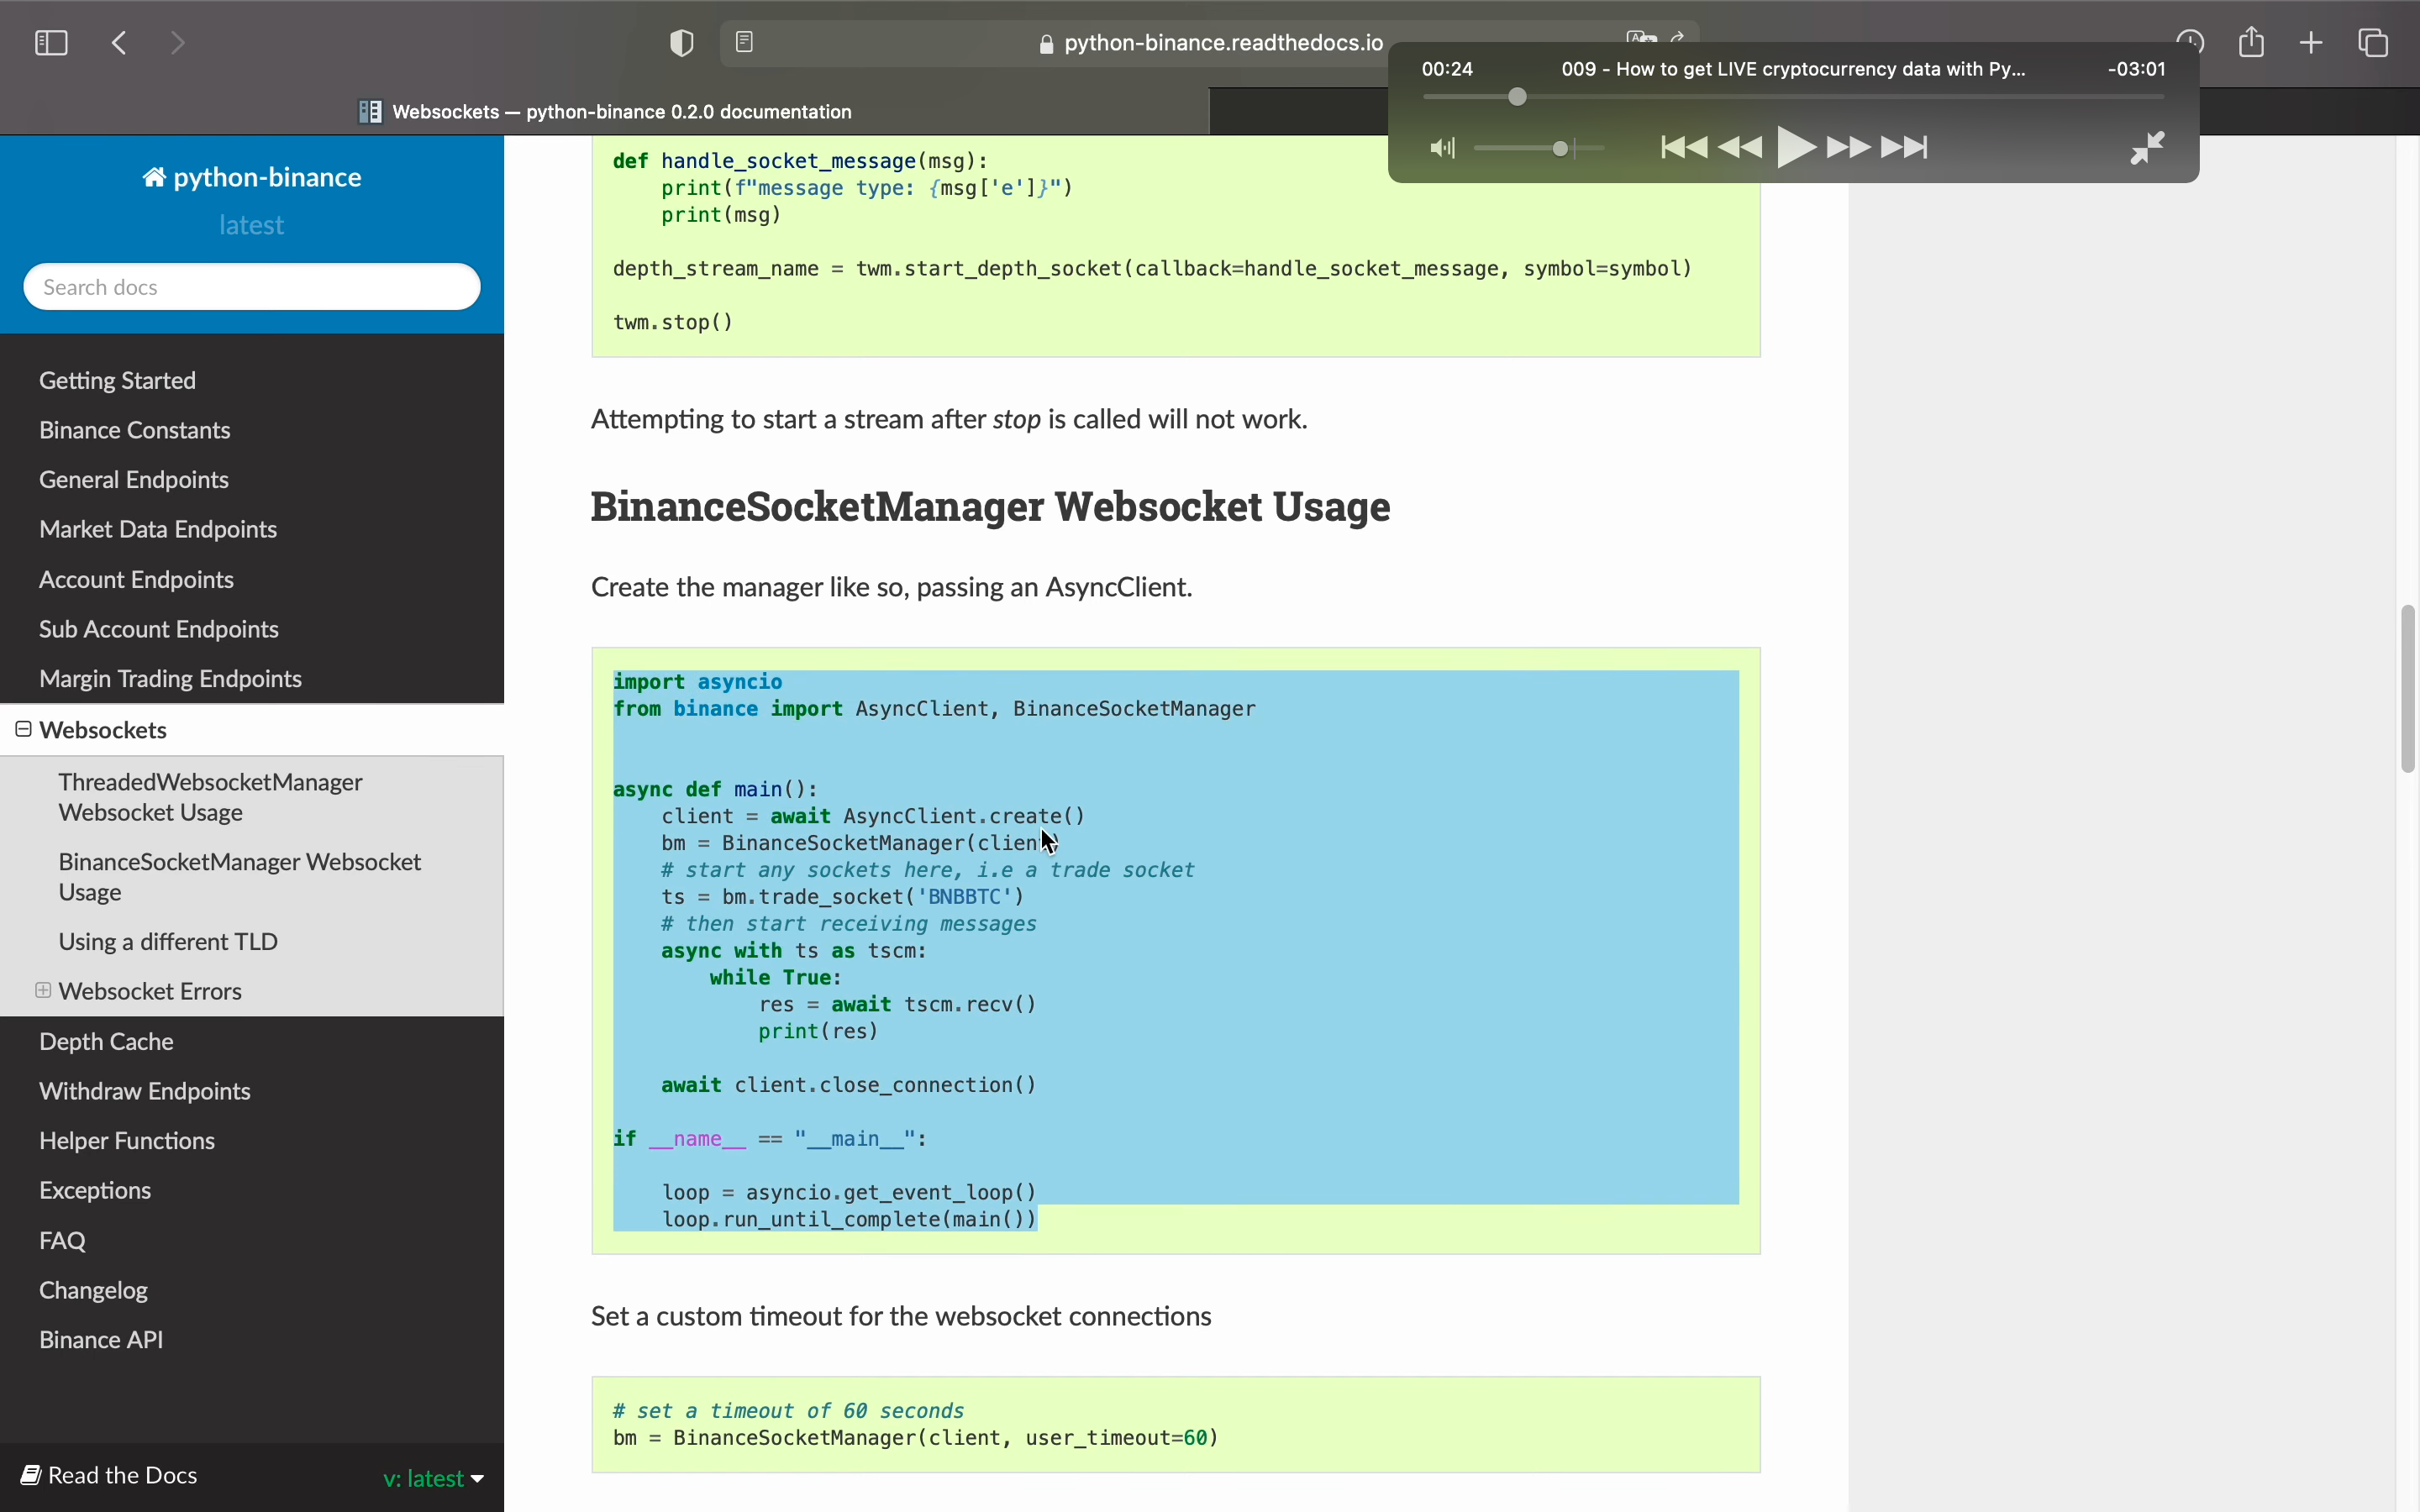 python-binance.readthedocs.io
00:24 009 - How to get LIVE cryptocurrency data with Py... -03:01
Websockets — python-binance 0.2.0 documentation
python-binance
latest
Search docs
Getting Started
Binance Constants
General Endpoints
Market Data Endpoints
Account Endpoints
Sub Account Endpoints
Margin Trading Endpoints
Websockets
ThreadedWebsocketManager
Websocket Usage
BinanceSocketManager Websocket
Usage
Using a different TLD
Websocket Errors
Depth Cache
Withdraw Endpoints
Helper Functions
Exceptions
FAQ
Changelog
Binance API
Read the Docs
v: latest
def handle_socket_message(msg):
    print(f"message type: {msg['e']}")
    print(msg)
depth_stream_name = twm.start_depth_socket(callback=handle_socket_message, symbol=symbol)
twm.stop()
Attempting to start a stream after stop is called will not work.
BinanceSocketManager Websocket Usage
Create the manager like so, passing an AsyncClient.
import asyncio
from binance import AsyncClient, BinanceSocketManager
async def main():
    client = await AsyncClient.create()
    bm = BinanceSocketManager(client)
    # start any sockets here, i.e a trade socket
    ts = bm.trade_socket('BNBBTC')
    # then start receiving messages
    async with ts as tscm:
        while True:
            res = await tscm.recv()
            print(res)
    await client.close_connection()
if __name__ == "__main__":
    loop = asyncio.get_event_loop()
    loop.run_until_complete(main())
Set a custom timeout for the websocket connections
# set a timeout of 60 seconds
bm = BinanceSocketManager(client, user_timeout=60)